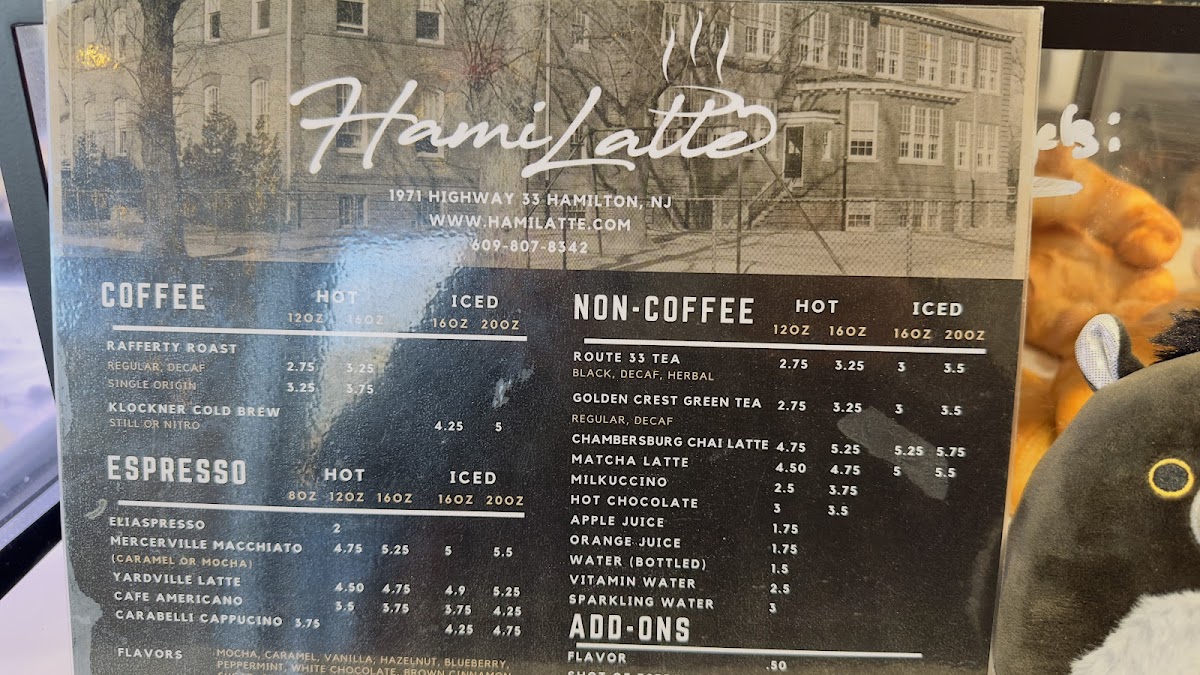 HamiLatte
1971 HIGHWAY 33 HAMILTON, NJ
WWW.HAMILATTE.COM
609-807-8342
COFFEE HOT ICED
12OZ 16OZ 16OZ 20OZ
RAFFERTY ROAST
REGULAR, DECAF 2.75 3.25
SINGLE ORIGIN 3.25 3.75
KLOCKNER COLD BREW
STILL OR NITRO 4.25 5
ESPRESSO HOT ICED
8OZ 12OZ 16OZ 16OZ 20OZ
ELIASPRESSO 2
MERCERVILLE MACCHIATO 4.75 5.25 5 5.5
(CARAMEL OR MOCHA)
YARDVILLE LATTE 4.50 4.75 4.9 5.25
CAFE AMERICANO 3.5 3.75 3.75 4.25
CARABELLI CAPPUCINO 3.75 4.25 4.75
FLAVORS MOCHA, CARAMEL, VANILLA, HAZELNUT, BLUEBERRY,
PEPPERMINT, WHITE CHOCOLATE, BROWN CINNAMON
NON-COFFEE HOT ICED
12OZ 16OZ 16OZ 20OZ
ROUTE 33 TEA 2.75 3.25 3 3.5
BLACK, DECAF, HERBAL
GOLDEN CREST GREEN TEA 2.75 3.25 3 3.5
REGULAR, DECAF
CHAMBERSBURG CHAI LATTE 4.75 5.25 5.25 5.75
MATCHA LATTE 4.50 4.75 5 5.5
MILKUCCINO 2.5 3.75
HOT CHOCOLATE 3 3.5
APPLE JUICE 1.75
ORANGE JUICE 1.75
WATER (BOTTLED) 1.5
VITAMIN WATER 2.5
SPARKLING WATER 3
ADD-ONS
FLAVOR .50